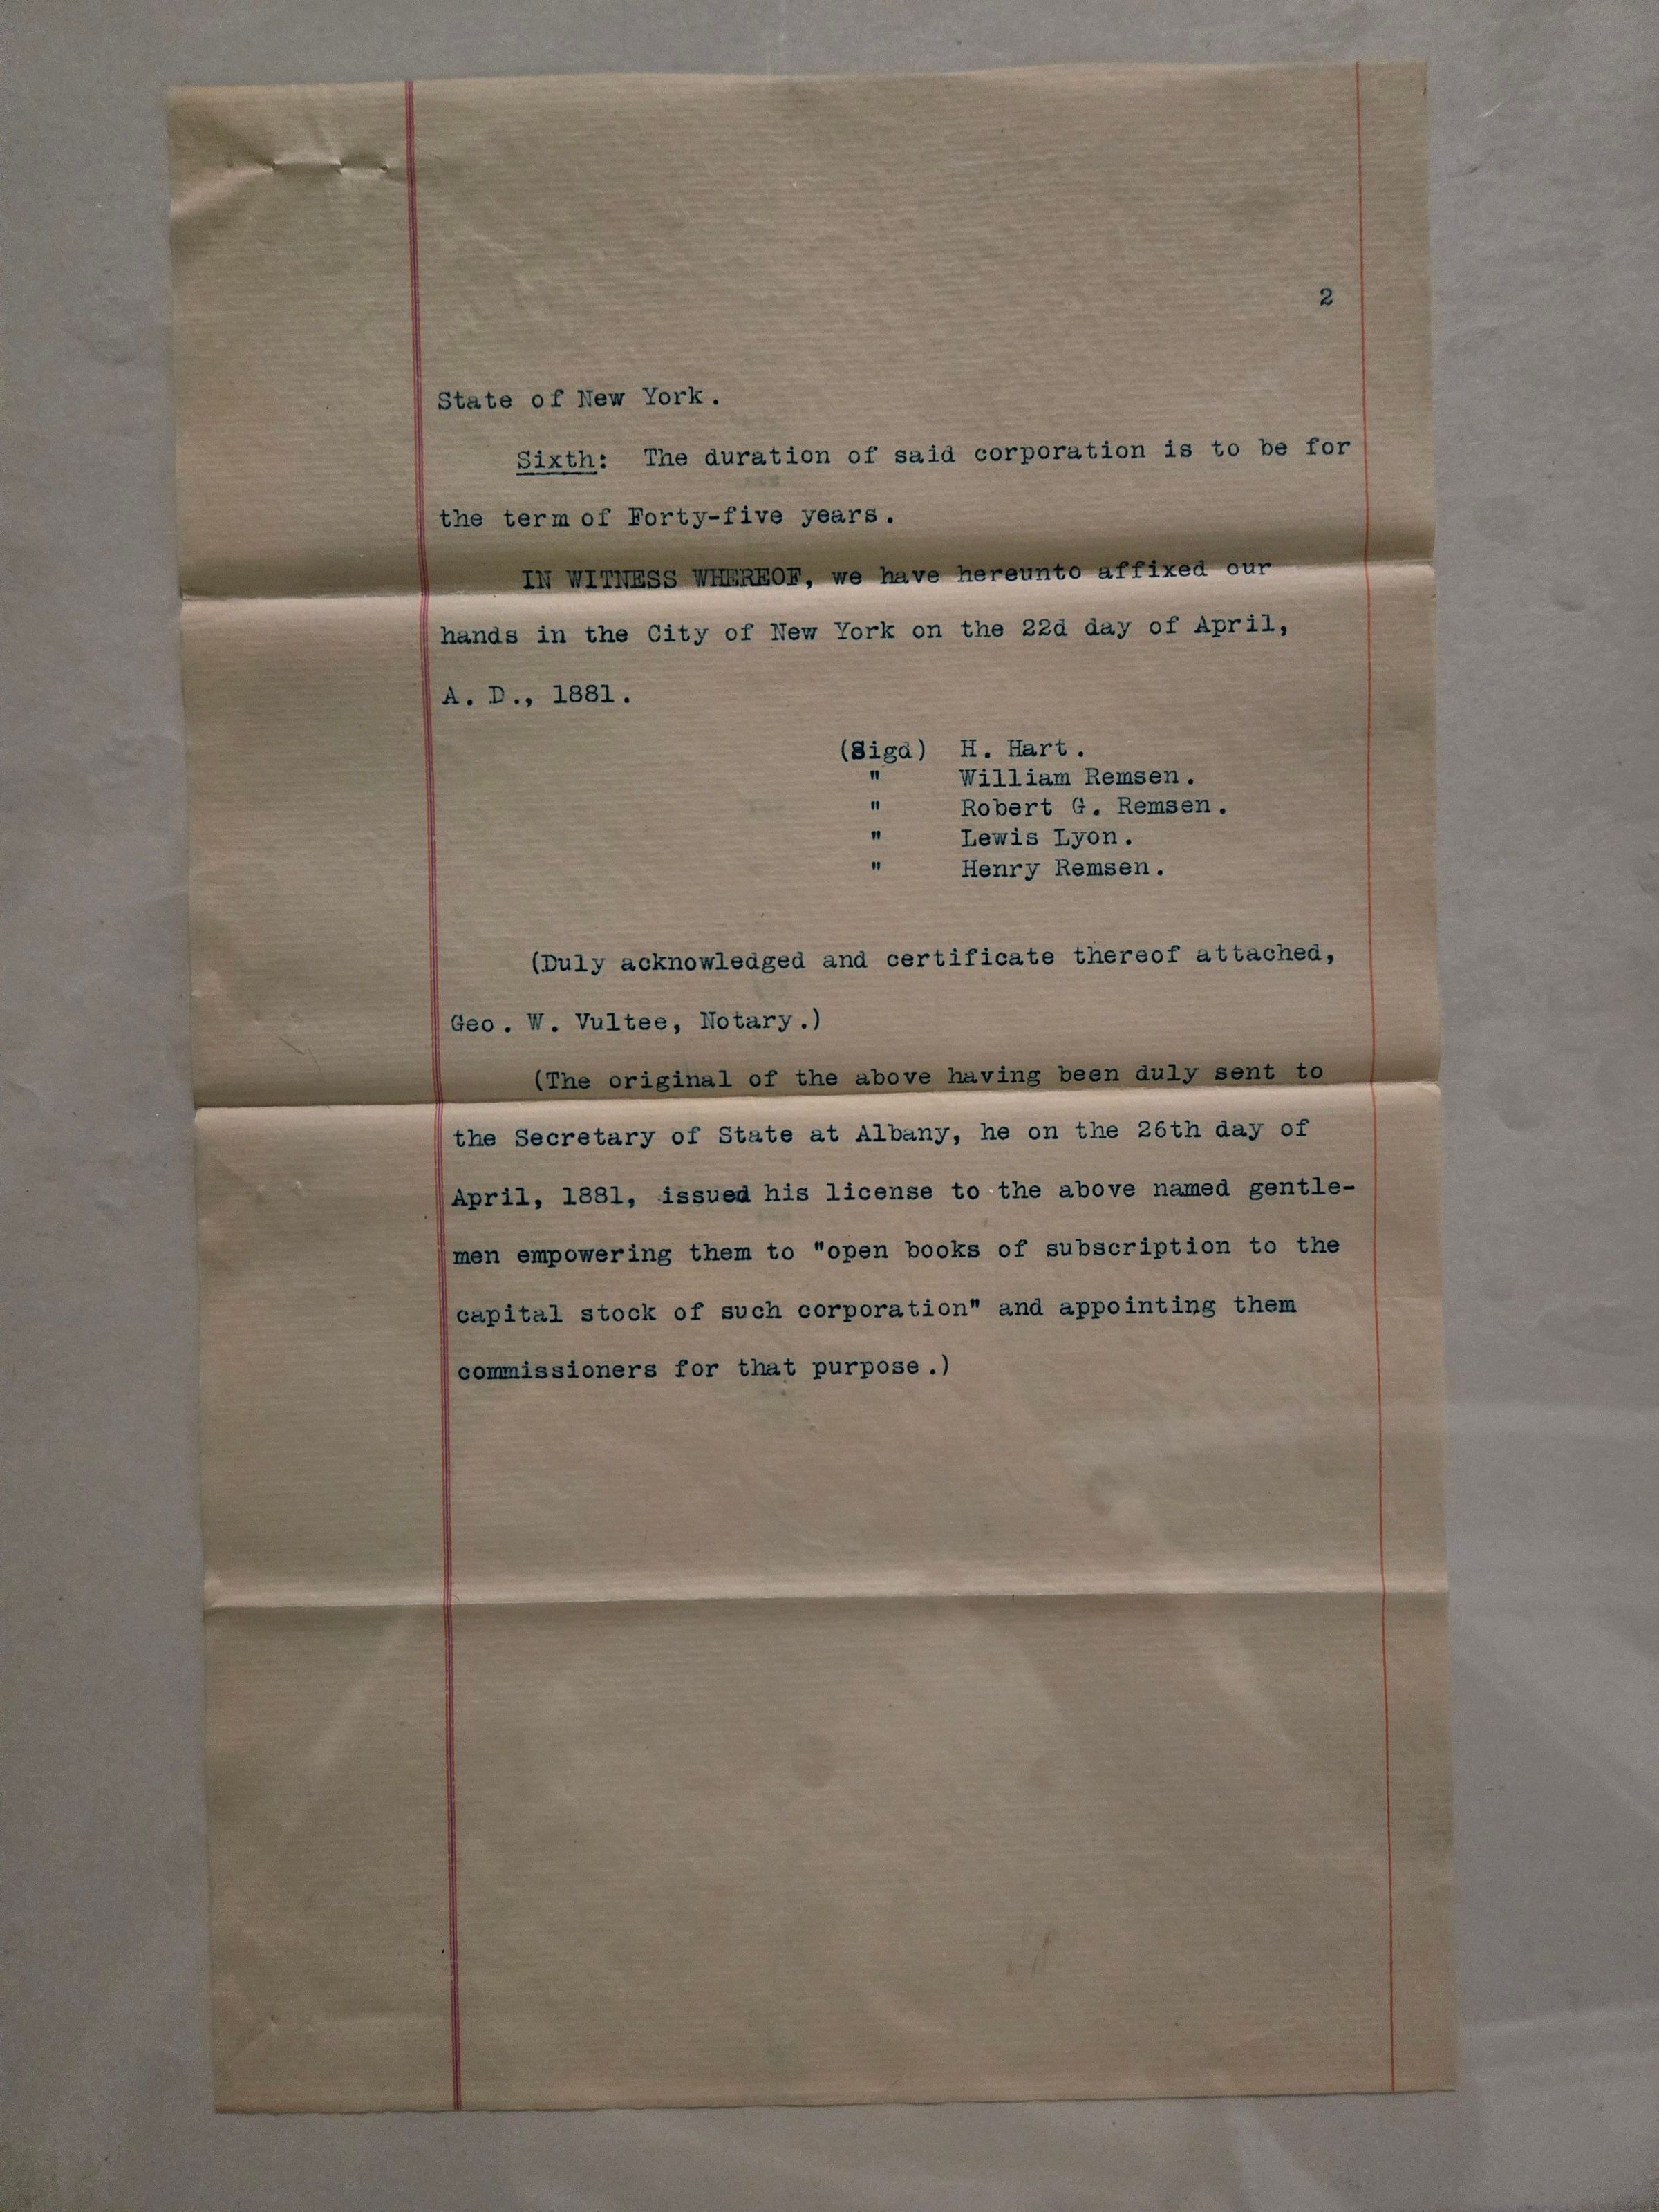 2
State of New York.
Sixth: The duration of said corporation is to be for
the term of Forty-five years.
IN WITNESS WHEREOF, we have hereunto affixed our
hands in the City of New York on the 22d day of April,
A. D., 1881.
(Sigd) H. Hart.
" William Remsen.
" Robert G. Remsen.
" Lewis Lyon.
" Henry Remsen.
(Duly acknowledged and certificate thereof attached,
Geo. W. Vultee, Notary.)
(The original of the above having been duly sent to
the Secretary of State at Albany, he on the 26th day of
April, 1881, issued his license to the above named gentle-
men empowering them to "open books of subscription to the
capital stock of such corporation" and appointing them
commissioners for that purpose.)